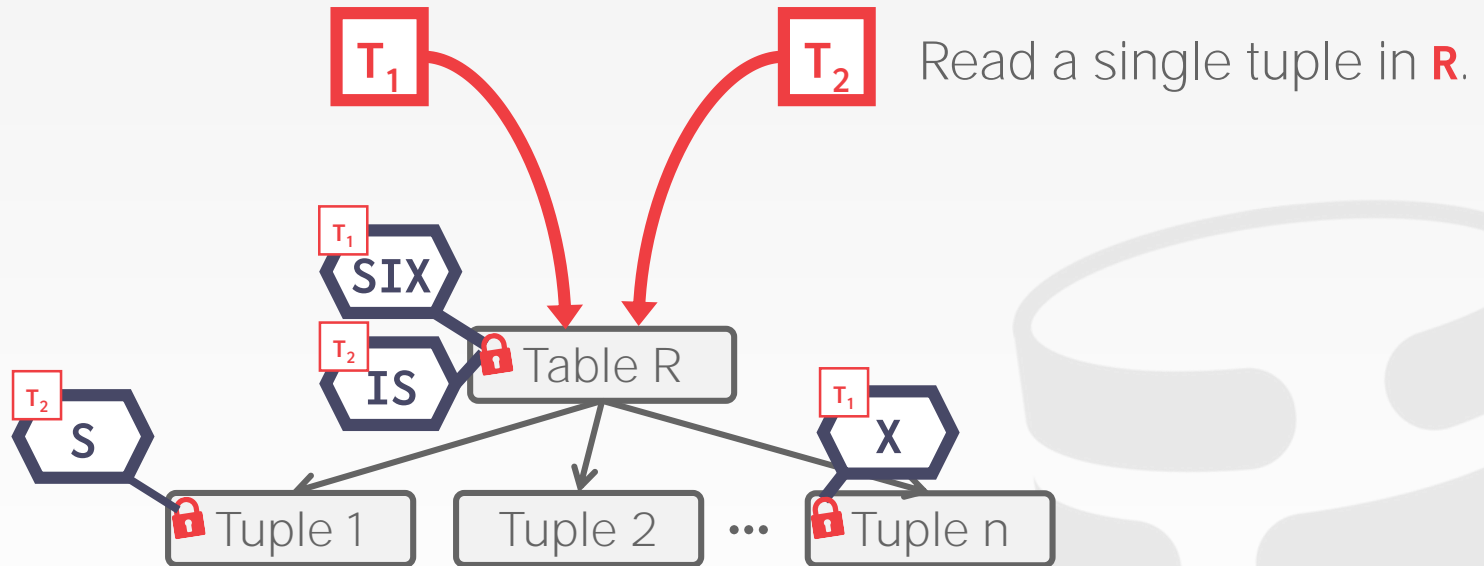 T₁
T₂
Read a single tuple in R.
T₁
SIX
T₂
IS
Table R
T₂
S
T₁
X
Tuple 1
Tuple 2
•••
Tuple n